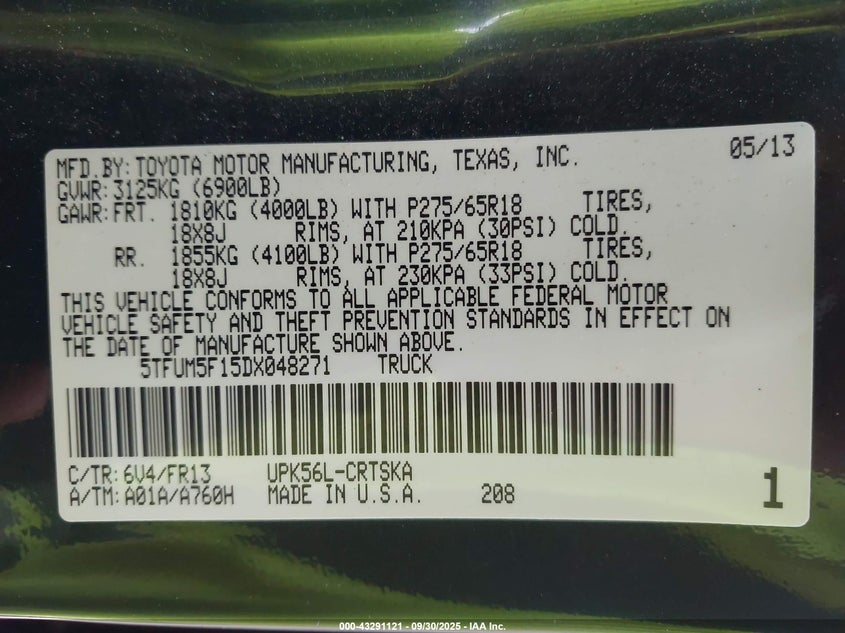 MFD.BY: TOYOTA MOTOR MANUFACTURING, TEXAS, INC. 05/13
GVWR: 3125KG (6900LB)
GAWR: FRT. 1810KG (4000LB) WITH P275/65R18 TIRES,
18X8J RIMS, AT 210KPA (30PSI) COLD.
RR. 1855KG (4100LB) WITH P275/65R18 TIRES,
18X8J RIMS, AT 230KPA (33PSI) COLD.
THIS VEHICLE CONFORMS TO ALL APPLICABLE FEDERAL MOTOR
VEHICLE SAFETY AND THEFT PREVENTION STANDARDS IN EFFECT ON
THE DATE OF MANUFACTURE SHOWN ABOVE.
5TFUM5F15DX048271 TRUCK
C/TR: 6V4/FR13 UPK56L-CRTSKA
A/TM: A01A/A760H MADE IN U.S.A. 208 1
000-43291121 - 09/30/2025 - IAA Inc.